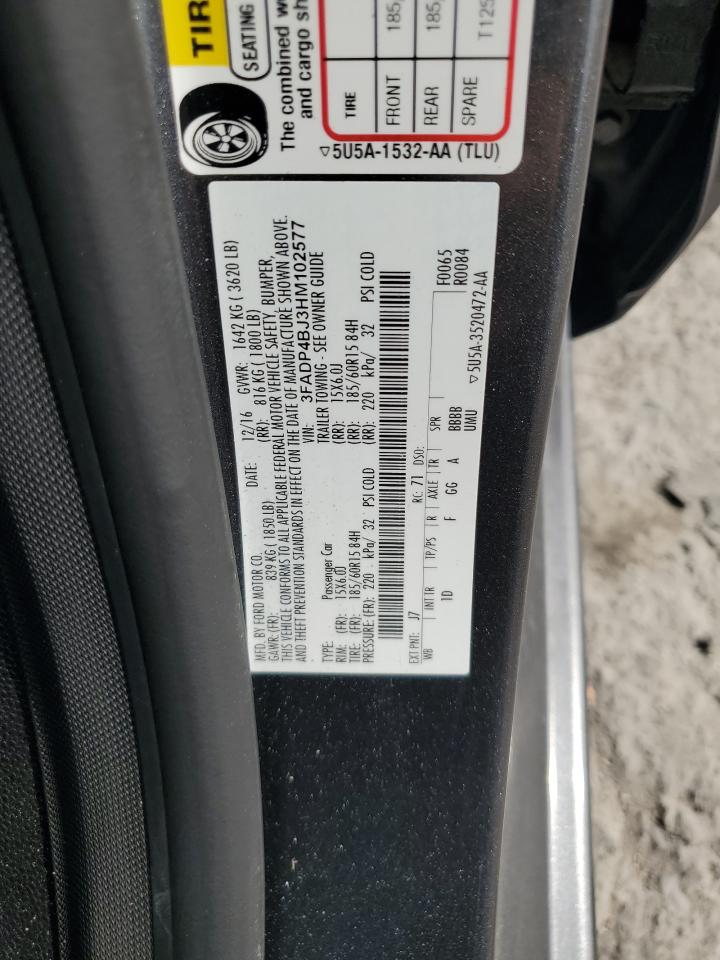 TIR
SEATING
The combined we
and cargo sh
TIRE
FRONT 185,
REAR 185,
SPARE T125
▽5U5A-1532-AA (TLU)
MFD. BY FORD MOTOR CO.
DATE: 12/16 GVWR: 1642 KG ( 3620 LB)
GAWR: (FR): 839 KG ( 1850 LB) (RR): 816 KG ( 1800 LB)
THIS VEHICLE CONFORMS TO ALL APPLICABLE FEDERAL MOTOR VEHICLE SAFETY, BUMPER,
AND THEFT PREVENTION STANDARDS IN EFFECT ON THE DATE OF MANUFACTURE SHOWN ABOVE.
VIN: 3FADP4BJ3HM102577
TYPE: Passenger Car TRAILER TOWING - SEE OWNER GUIDE
RIM: (FR): 15X6.0J (RR): 15X6.0J
TIRE: (FR): 185/60R15 84H (RR): 185/60R15 84H
PRESSURE: (FR): 220 kPa/ 32 PSI COLD (RR): 220 kPa/ 32 PSI COLD
EXT PNT: J7 RC: 71 DSO: F0065
R0084
WB INT TR TP/PS R AXLE TR SPR
1D F GG A BBBB
UMU
▽5U5A-3520472-AA